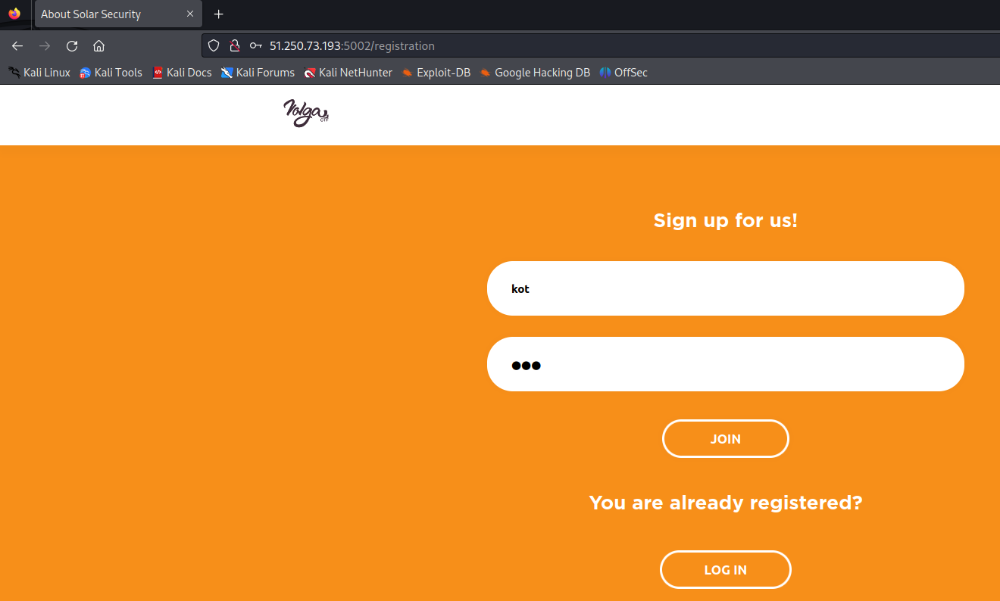 About Solar Security
51.250.73.193:5002/registration
Kali Linux Kali Tools Kali Docs Kali Forums Kali NetHunter Exploit-DB Google Hacking DB OffSec
Volga
CTF
Sign up for us!
kot
JOIN
You are already registered?
LOG IN